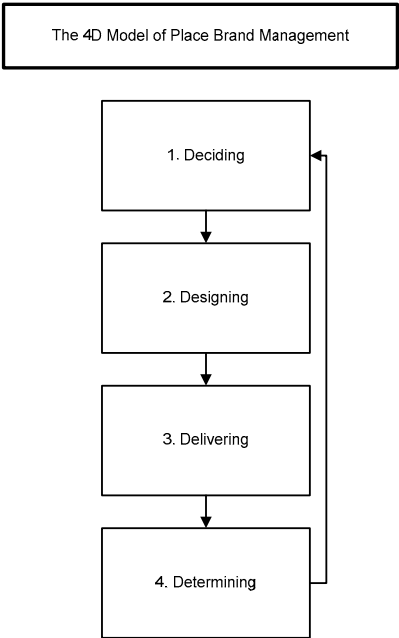 The 4D Model of Place Brand Management
1. Deciding
2. Designing
3. Delivering
4. Determining